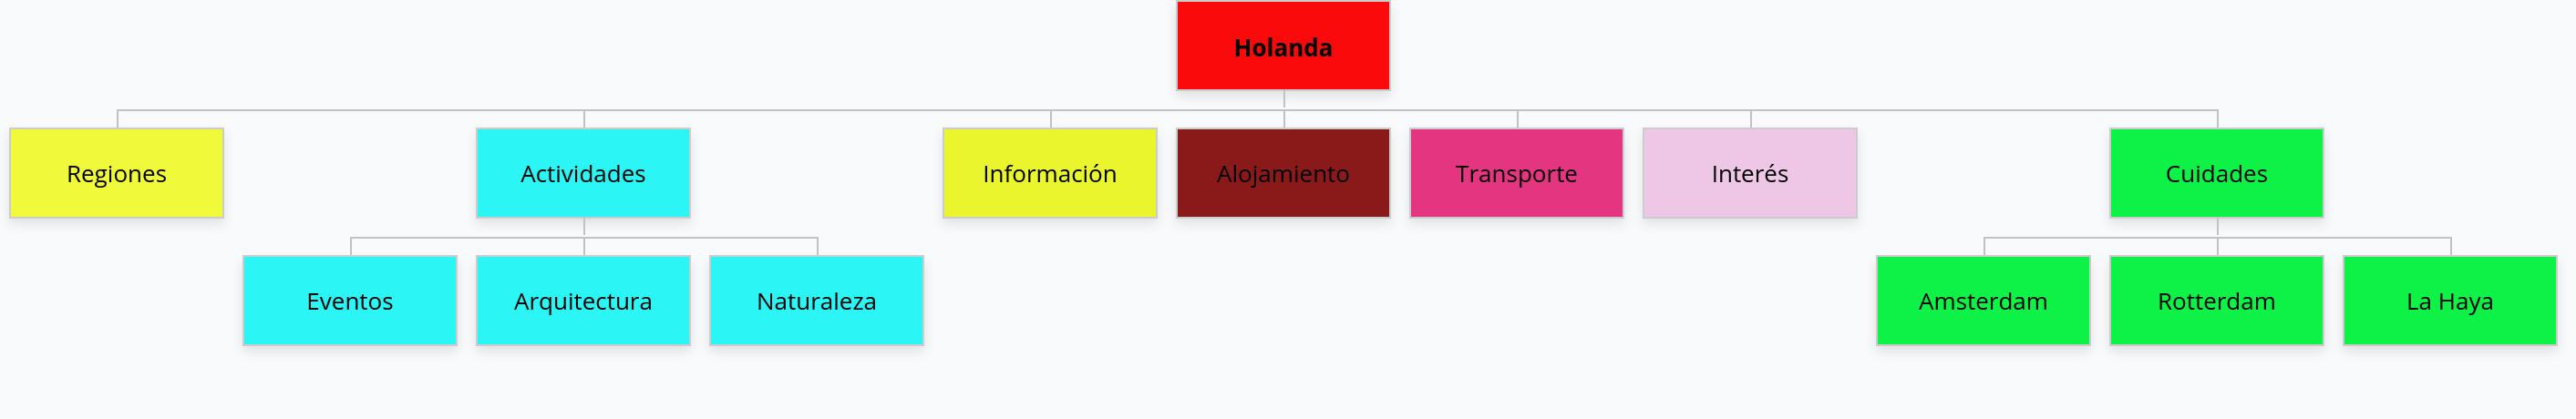 Holanda
Regiones
Actividades
Información
Alojamiento
Transporte
Interés
Cuidades
Eventos
Arquitectura
Naturaleza
Amsterdam
Rotterdam
La Haya